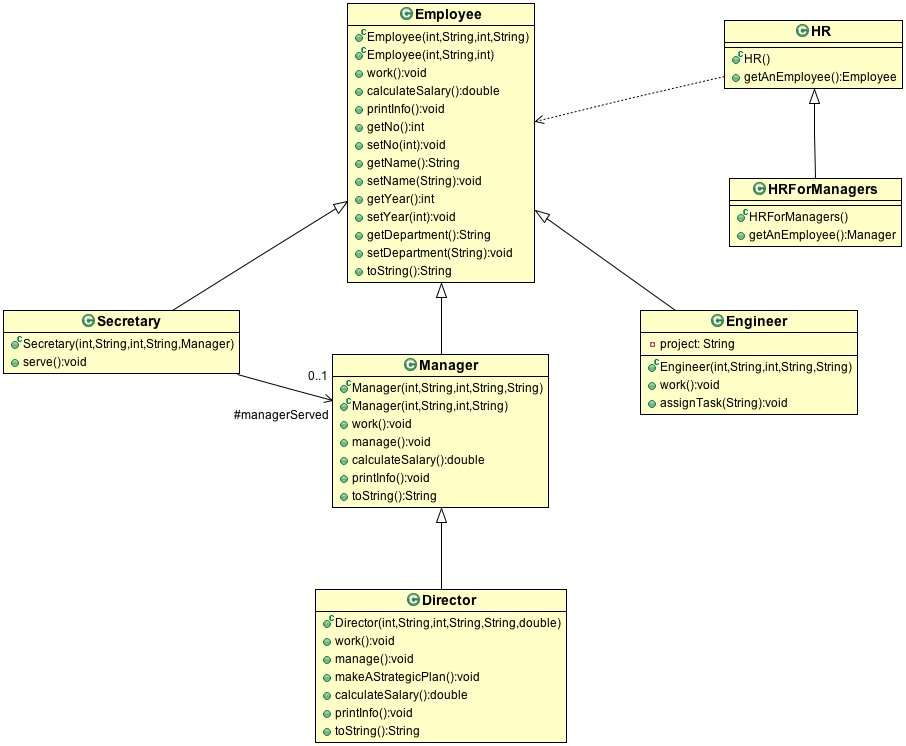 Employee
Employee(int,String,int,String)
Employee(int,String,int)
work():void
calculateSalary():double
printInfo():void
getNo():int
setNo(int):void
getName():String
setName(String):void
getYear():int
setYear(int):void
getDepartment():String
setDepartment(String):void
toString():String
HR
HR()
getAnEmployee():Employee
HRForManagers
HRForManagers()
getAnEmployee():Manager
Secretary
Secretary(int,String,int,String,Manager)
serve():void
0..1
#managerServed
Manager
Manager(int,String,int,String,String)
Manager(int,String,int,String)
work():void
manage():void
calculateSalary():double
printInfo():void
toString():String
Engineer
project: String
Engineer(int,String,int,String,String)
work():void
assignTask(String):void
Director
Director(int,String,int,String,String,double)
work():void
manage():void
makeAStrategicPlan():void
calculateSalary():double
printInfo():void
toString():String